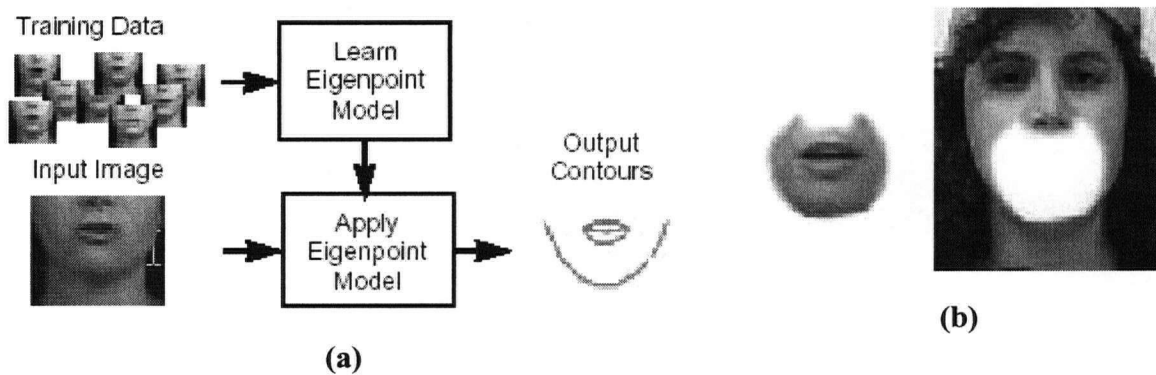 Training Data
Learn
Eigenpoint
Model
Input Image
Apply
Eigenpoint
Model
Output
Contours
(a)
(b)